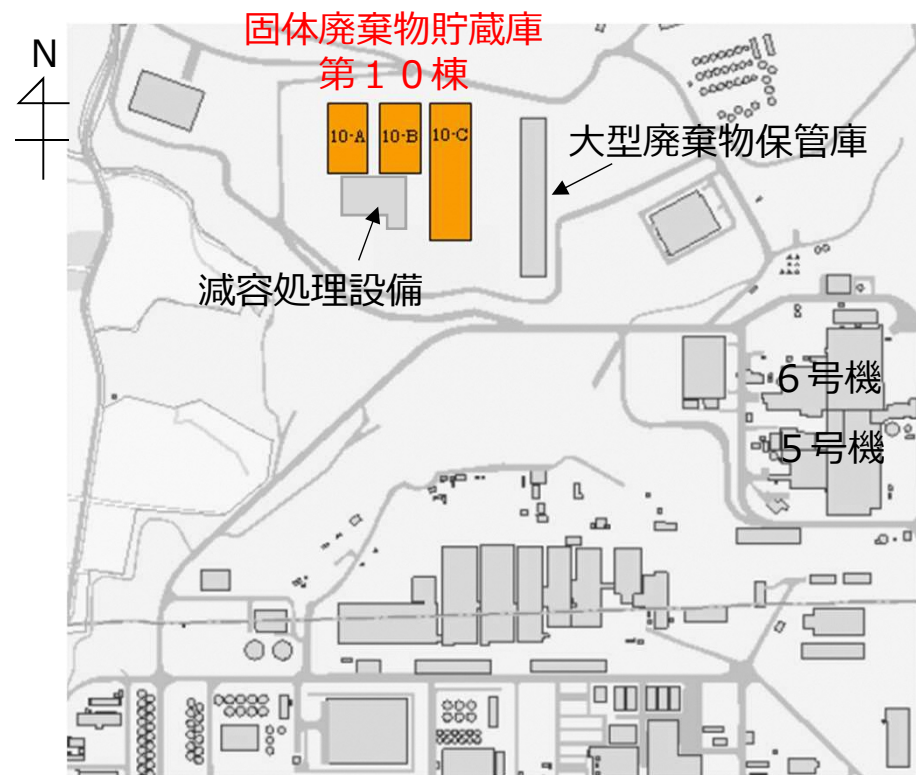 固体廃棄物貯蔵庫
第１０棟
N
10-A
10-B
10-C
大型廃棄物保管庫
減容処理設備
６号機
５号機